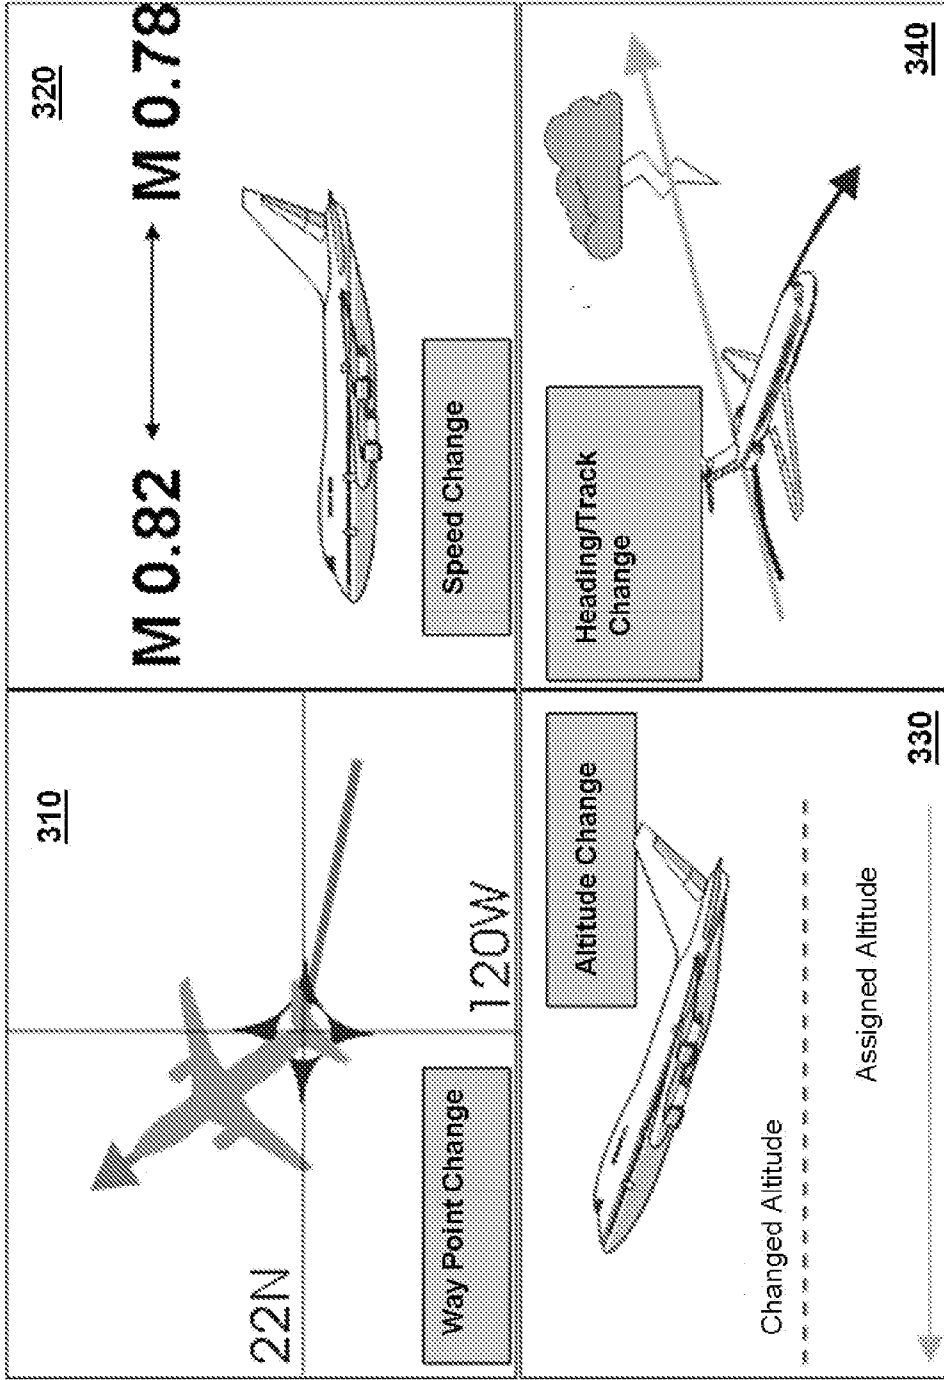 310
22N
120W
Way Point Change
320
M 0.82
M 0.78
Speed Change
Altitude Change
Changed Altitude
Assigned Altitude
330
340
Heading/Track
Change